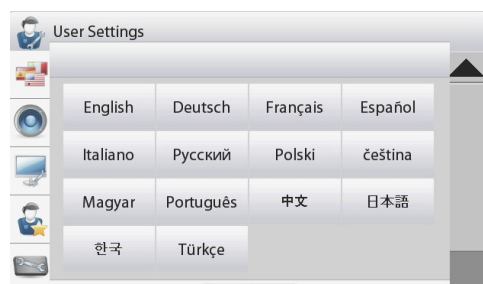 User Settings
English Deutsch Français Español
Italiano Русский Polski čeština
Magyar Português 中文 日本語
한국 Türkçe